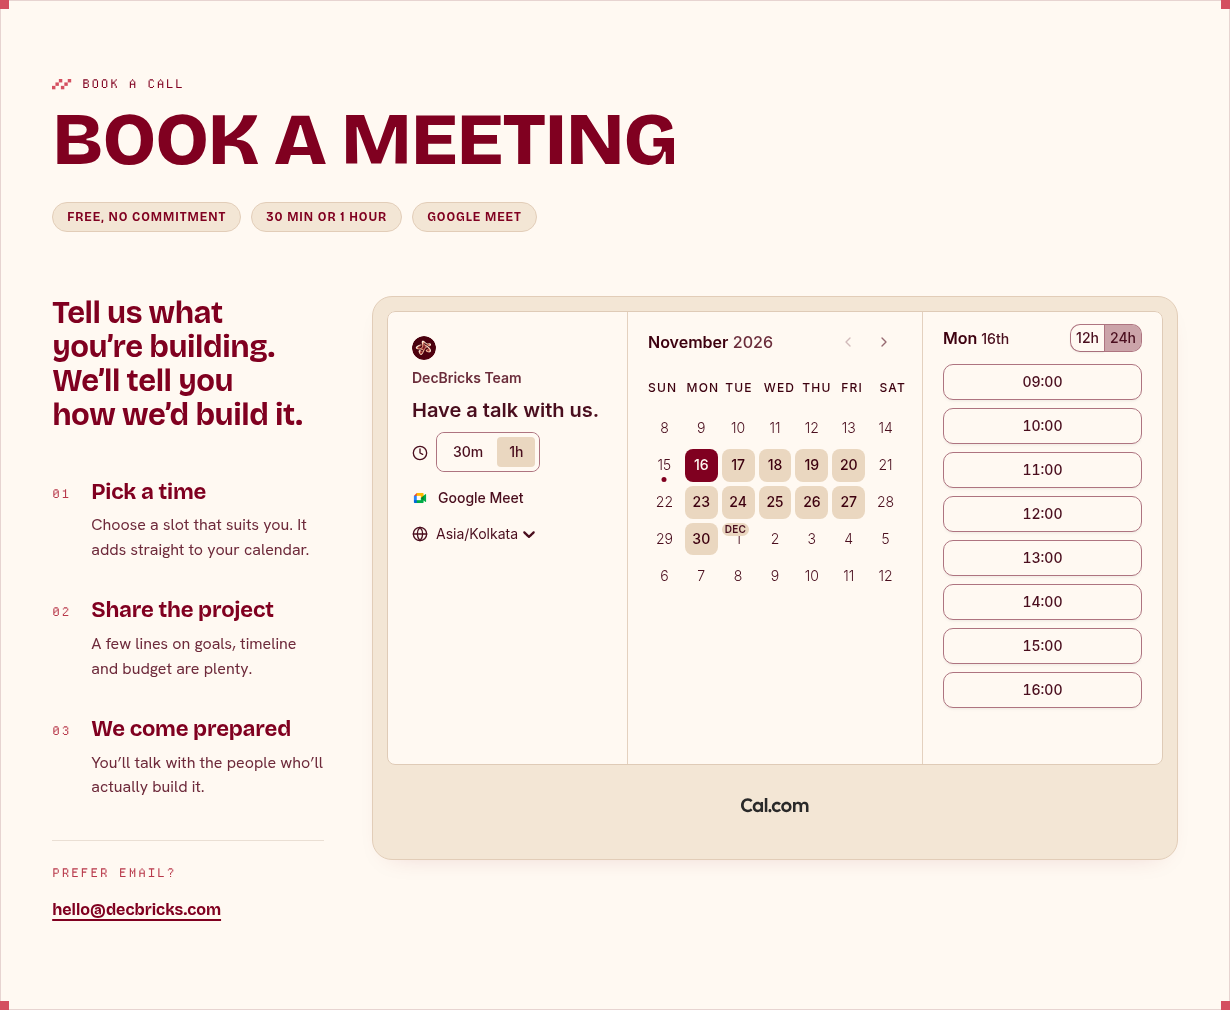 BOOK A CALL
BOOK A MEETING
FREE, NO COMMITMENT
30 MIN OR 1 HOUR
GOOGLE MEET
Tell us what
you’re building.
We’ll tell you
how we’d build it.
01 Pick a time
Choose a slot that suits you. It
adds straight to your calendar.
02 Share the project
A few lines on goals, timeline
and budget are plenty.
03 We come prepared
You’ll talk with the people who’ll
actually build it.
PREFER EMAIL?
hello@decbricks.com
DecBricks Team
Have a talk with us.
30m 1h
Google Meet
Asia/Kolkata
November 2026
SUN MON TUE WED THU FRI SAT
8 9 10 11 12 13 14
15 16 17 18 19 20 21
22 23 24 25 26 27 28
DEC
29 30 1 2 3 4 5
6 7 8 9 10 11 12
Mon 16th
12h 24h
09:00
10:00
11:00
12:00
13:00
14:00
15:00
16:00
Cal.com